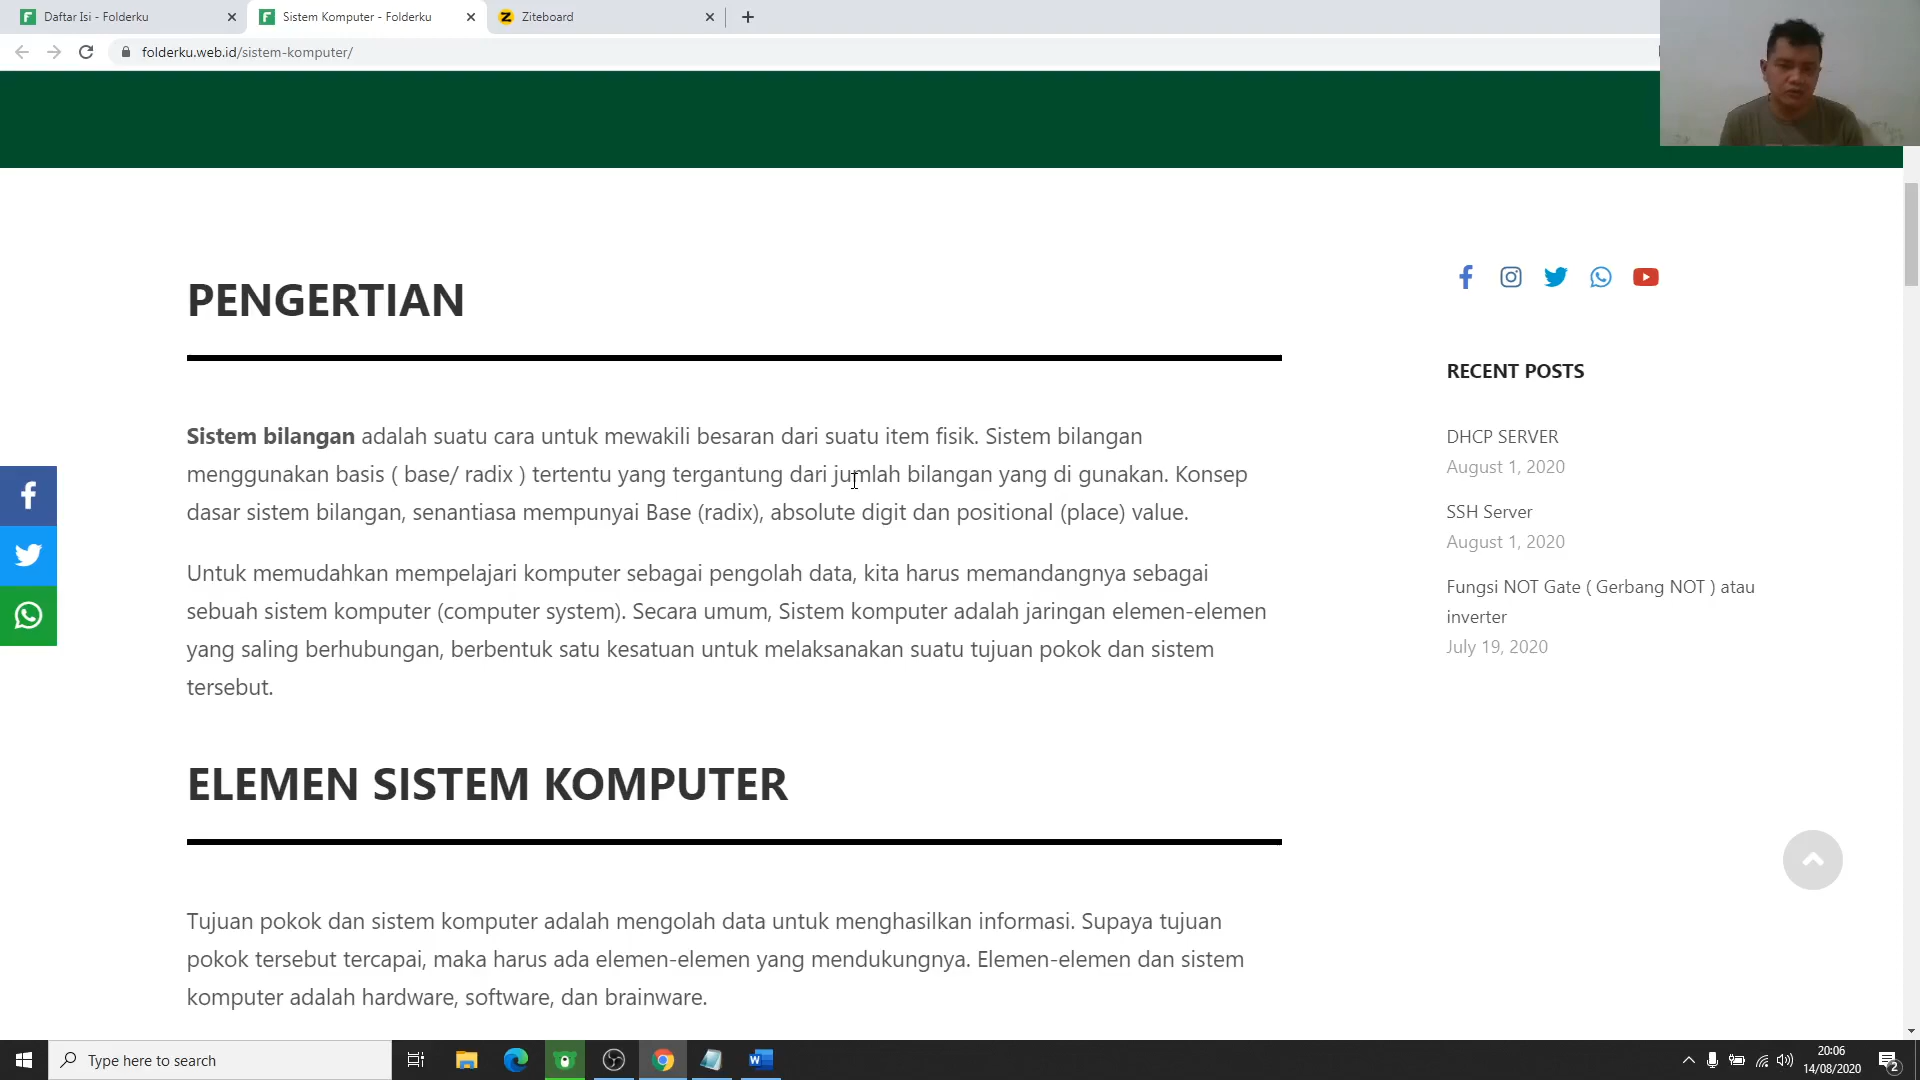 Daftar Isi - Folderku
Sistem Komputer - Folderku
Ziteboard
folderku.web.id/sistem-komputer/
PENGERTIAN
Sistem bilangan adalah suatu cara untuk mewakili besaran dari suatu item fisik. Sistem bilangan
menggunakan basis ( base/ radix ) tertentu yang tergantung dari jumlah bilangan yang di gunakan. Konsep
dasar sistem bilangan, senantiasa mempunyai Base (radix), absolute digit dan positional (place) value.
Untuk memudahkan mempelajari komputer sebagai pengolah data, kita harus memandangnya sebagai
sebuah sistem komputer (computer system). Secara umum, Sistem komputer adalah jaringan elemen-elemen
yang saling berhubungan, berbentuk satu kesatuan untuk melaksanakan suatu tujuan pokok dan sistem
tersebut.
ELEMEN SISTEM KOMPUTER
Tujuan pokok dan sistem komputer adalah mengolah data untuk menghasilkan informasi. Supaya tujuan
pokok tersebut tercapai, maka harus ada elemen-elemen yang mendukungnya. Elemen-elemen dan sistem
komputer adalah hardware, software, dan brainware.
RECENT POSTS
DHCP SERVER
August 1, 2020
SSH Server
August 1, 2020
Fungsi NOT Gate ( Gerbang NOT ) atau
inverter
July 19, 2020
Type here to search
20:06
14/08/2020
2